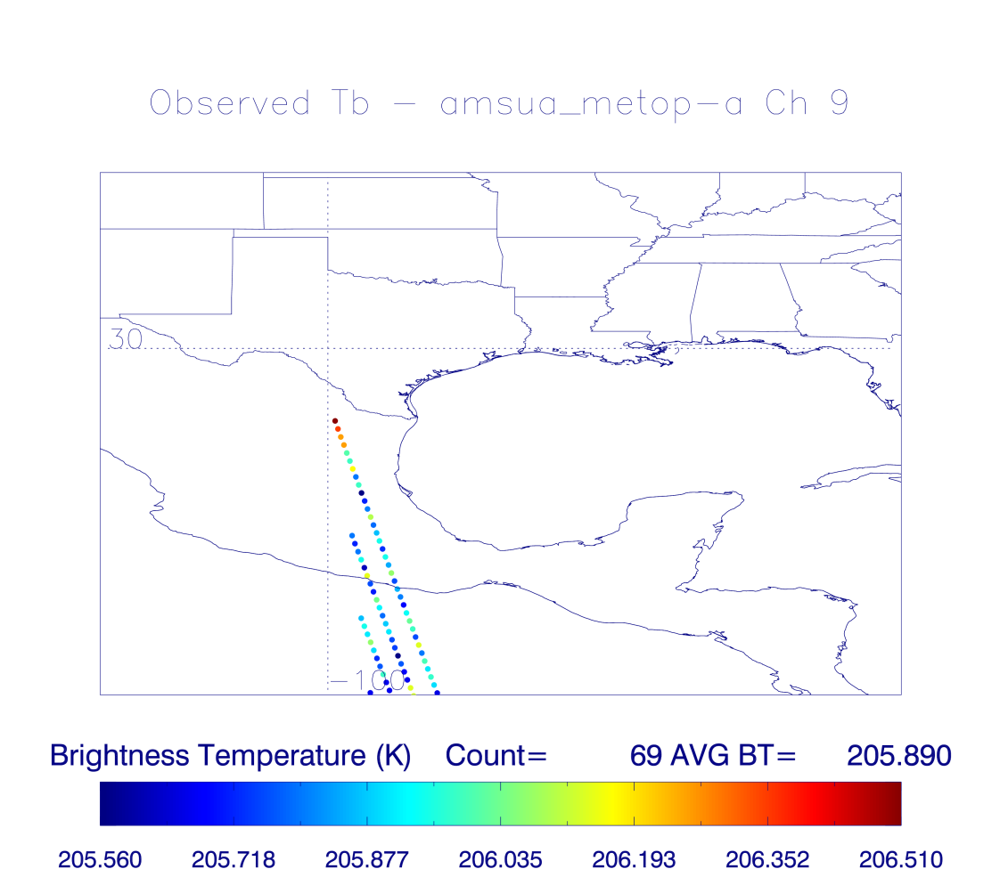 Observed Tb - amsua_metop-a Ch 9
30
-100
Brightness Temperature (K) Count= 69 AVG BT= 205.890
205.560 205.718 205.877 206.035 206.193 206.352 206.510